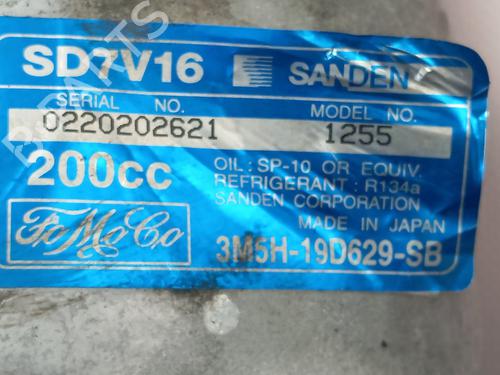 SD7V16 SANDEN
SERIAL NO. MODEL NO.
0220202621 1255
200cc OIL : SP-10 OR EQUIV.
REFRIGERANT : R134a
SANDEN CORPORATION
MADE IN JAPAN
FoMoCo 3M5H-19D629-SB